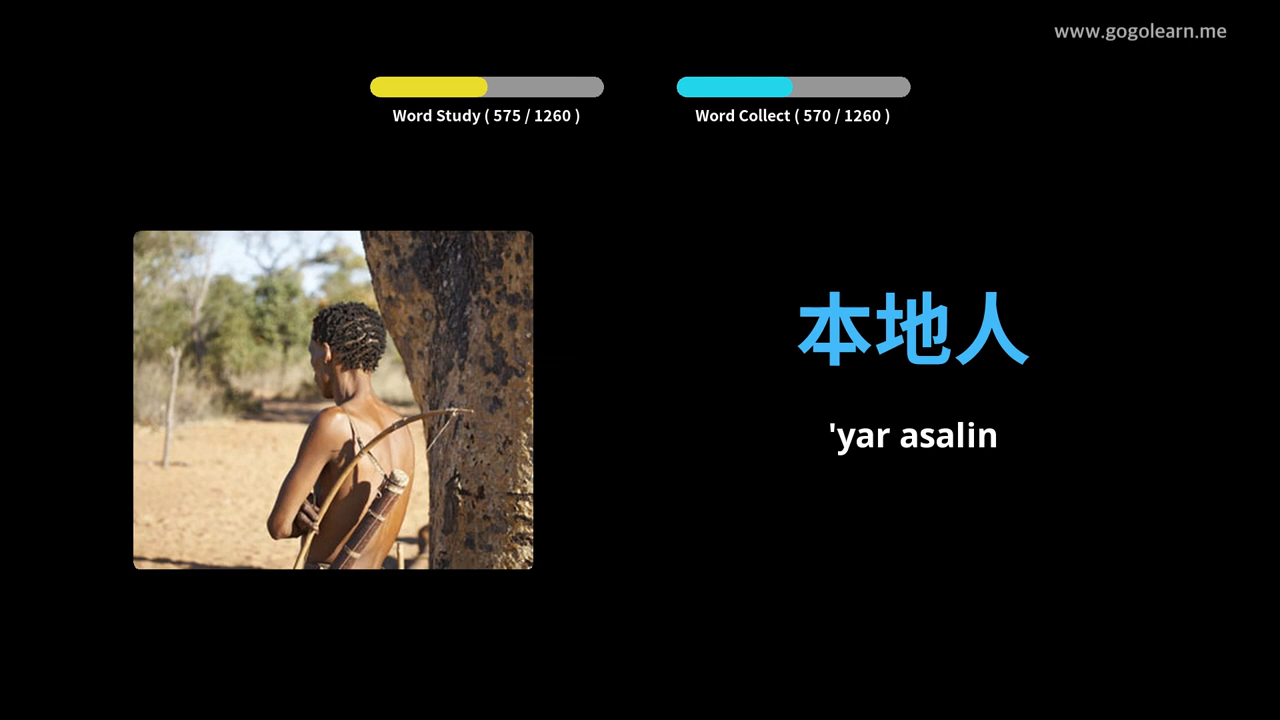 www.gogolearn.me
Word Study ( 575 / 1260 )
Word Collect ( 570 / 1260 )
本地人
'yar asalin